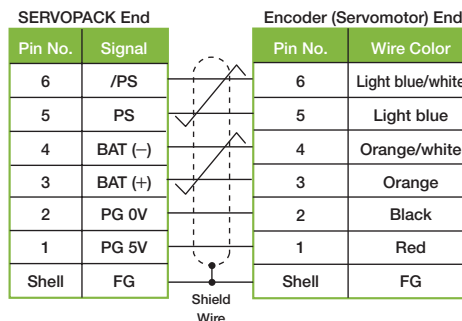 SERVOPACK End
Encoder (Servomotor) End
Pin No. Signal
Pin No. Wire Color
6 /PS
6 Light blue/white
5 PS
5 Light blue
4 BAT (−)
4 Orange/white
3 BAT (+)
3 Orange
2 PG 0V
2 Black
1 PG 5V
1 Red
Shell FG
Shell FG
Shield
Wire